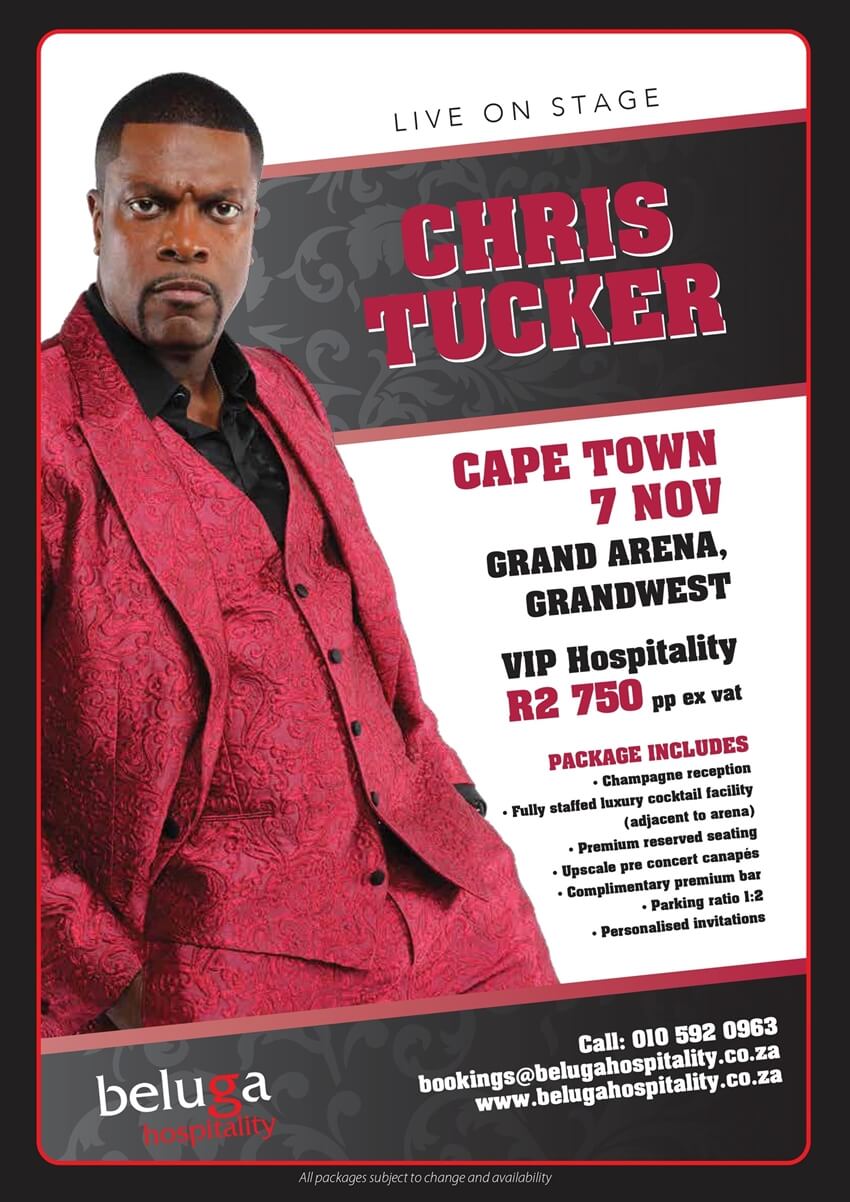 LIVE ON STAGE
CHRIS
TUCKER
CAPE TOWN
7 NOV
GRAND ARENA,
GRANDWEST
VIP Hospitality
R2 750 pp ex vat
PACKAGE INCLUDES
• Champagne reception
• Fully staffed luxury cocktail facility
(adjacent to arena)
• Premium reserved seating
• Upscale pre concert canapés
• Complimentary premium bar
• Parking ratio 1:2
• Personalised invitations
Call: 010 592 0963
bookings@belugahospitality.co.za
www.belugahospitality.co.za
beluga
hospitality
All packages subject to change and availability